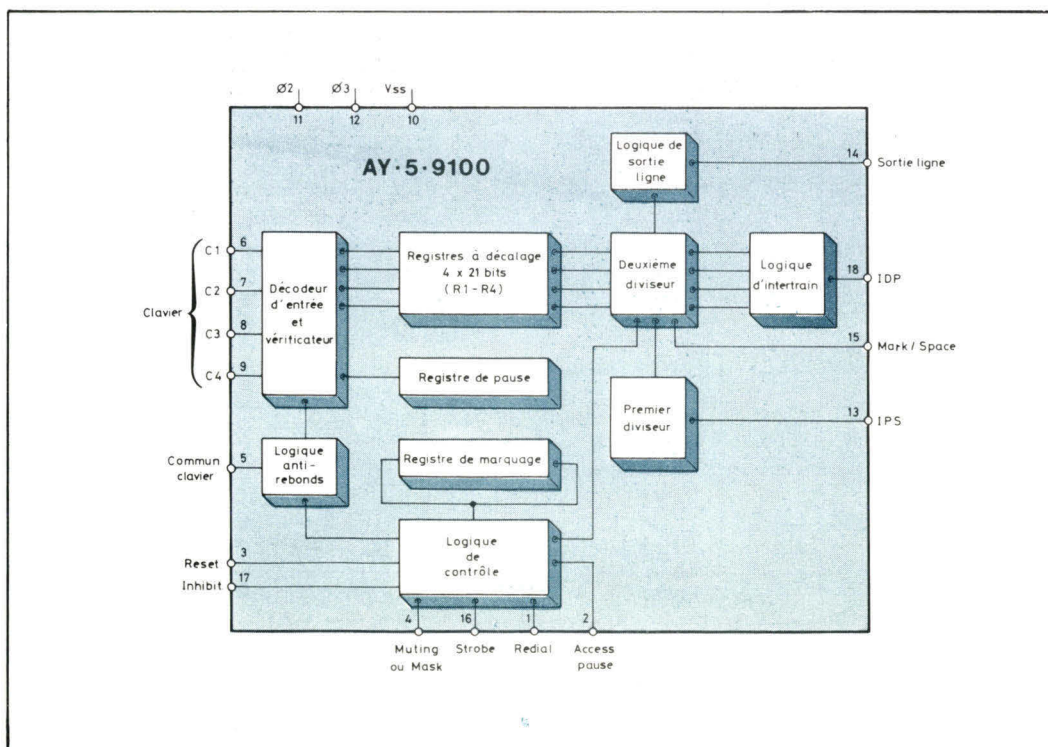 Ø2
Ø3
Vss
11
12
10
AY·5·9100
Logique de
sortie
ligne
14
Sortie ligne
Clavier
C1
6
C2
7
C3
8
C4
9
Décodeur
d'entrée
et
vérificateur
Registres à décalage
4 x 21 bits
(R1-R4)
Deuxième
diviseur
Logique
d'intertrain
18
IDP
15
Mark / Space
Registre de pause
Premier
diviseur
13
IPS
Commun
clavier
5
Logique
anti-
rebonds
Registre de marquage
Logique
de
contrôle
Reset
3
Inhibit
17
4
16
1
2
Muting
ou Mask
Strobe
Redial
Access
pause